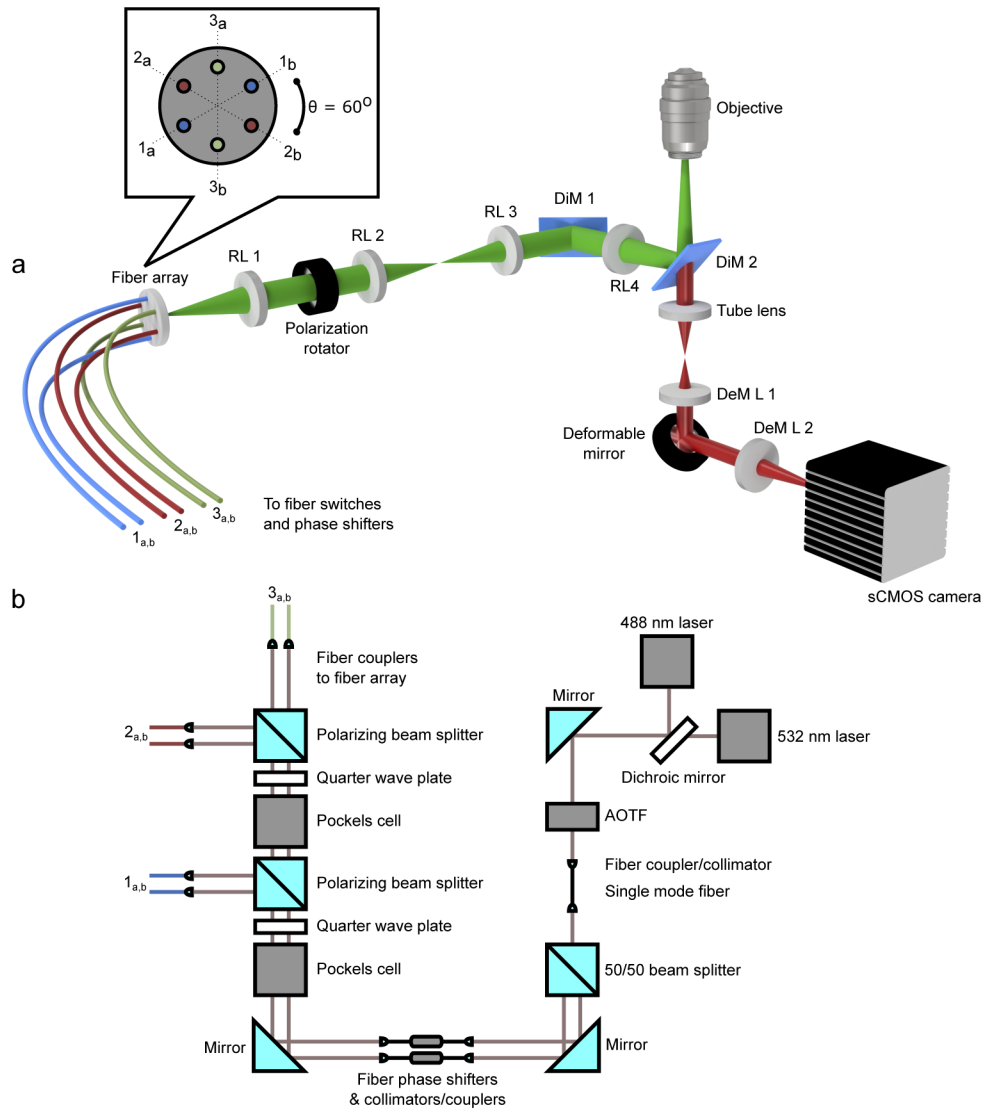 3a
2a
1b
θ = 60o
1a
2b
3b
Objective
DiM 1
RL 3
RL 2
RL 1
a
Fiber array
DiM 2
RL4
Polarization
rotator
Tube lens
DeM L 1
DeM L 2
Deformable
mirror
To fiber switches
and phase shifters
3a,b
2a,b
1a,b
sCMOS camera
b
3a,b
488 nm laser
Fiber couplers
to fiber array
Mirror
2a,b
Polarizing beam splitter
532 nm laser
Dichroic mirror
Quarter wave plate
Pockels cell
AOTF
Fiber coupler/collimator
1a,b
Polarizing beam splitter
Single mode fiber
Quarter wave plate
Pockels cell
50/50 beam splitter
Mirror
Mirror
Fiber phase shifters
& collimators/couplers